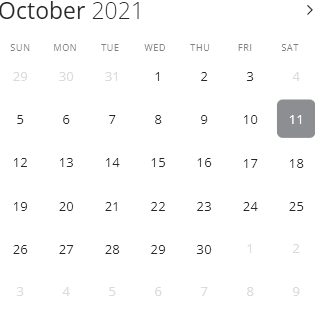 October 2021 >
SUN MON TUE WED THU FRI SAT
29 30 31 1 2 3 4
5 6 7 8 9 10 11
12 13 14 15 16 17 18
19 20 21 22 23 24 25
26 27 28 29 30 1 2
3 4 5 6 7 8 9